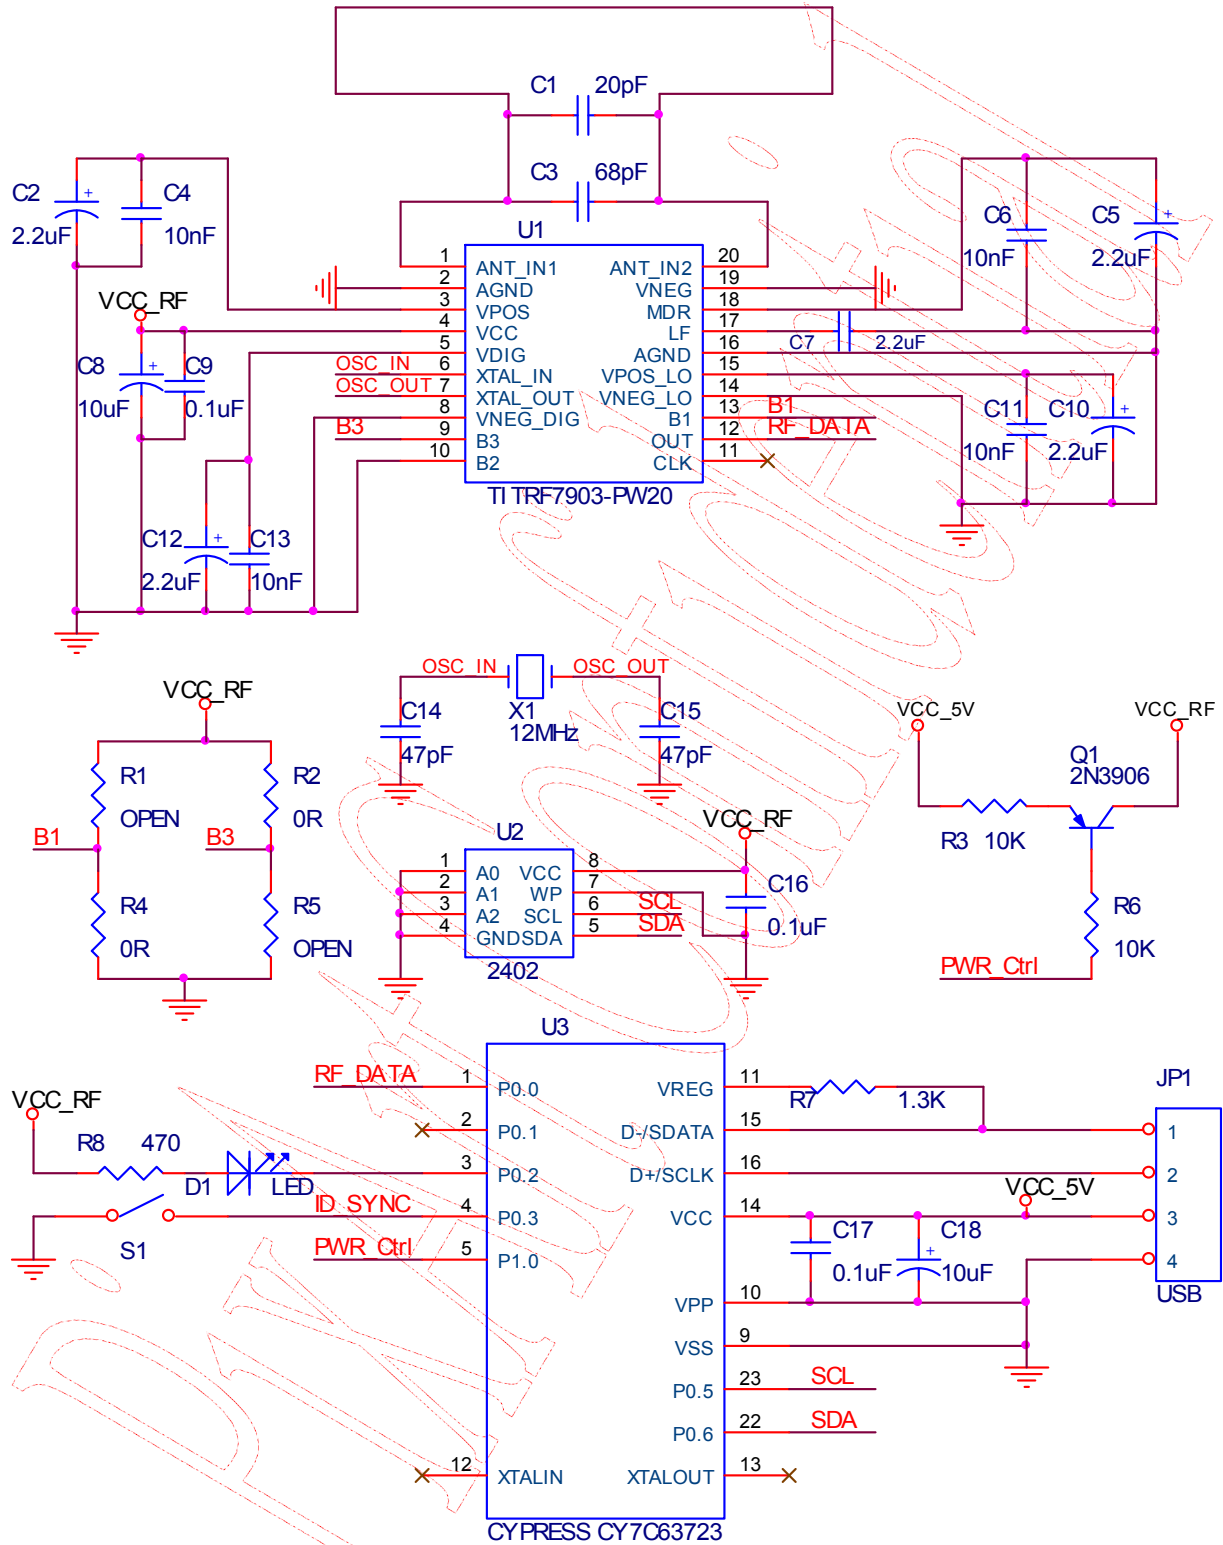 C1 20pF
C3 68pF
C2 2.2uF
C4 10nF
C6 10nF
C5 2.2uF
VCC_RF
C8 10uF
C9 0.1uF
U1
1 ANT_IN1
2 AGND
3 VPOS
4 VCC
5 VDIG
OSC_IN 6 XTAL_IN
OSC_OUT 7 XTAL_OUT
8 VNEG_DIG
B3 9 B3
10 B2
ANT_IN2 20
VNEG 19
MDR 18
LF 17
AGND 16
VPOS_LO 15
VNEG_LO 14
B1 13 B1
OUT 12 RF_DATA
CLK 11
TI TRF7903-PW20
C7 2.2uF
C11 10nF
C10 2.2uF
C12 2.2uF
C13 10nF
OSC_IN OSC_OUT
X1
12MHz
C14 47pF
C15 47pF
VCC_RF
R1 OPEN
R2 0R
B1 B3
R4 0R
R5 OPEN
U2
1 A0
2 A1
3 A2
4 GND
VCC 8
WP 7
SCL 6 SCL
SDA 5 SDA
2402
VCC_RF
C16 0.1uF
VCC_5V VCC_RF
Q1
2N3906
R3 10K
R6 10K
PWR_Ctrl
U3
RF_DATA 1 P0.0
2 P0.1
3 P0.2
ID_SYNC 4 P0.3
PWR_Ctrl 5 P1.0
12 XTALIN
VCC_RF
R8 470
D1 LED
S1
VREG 11
D-/SDATA 15
D+/SCLK 16
VCC 14
VPP 10
VSS 9
P0.5 23 SCL
P0.6 22 SDA
XTALOUT 13
CYPRESS CY7C63723
R7 1.3K
VCC_5V
C17 0.1uF
C18 10uF
JP1
1
2
3
4
USB